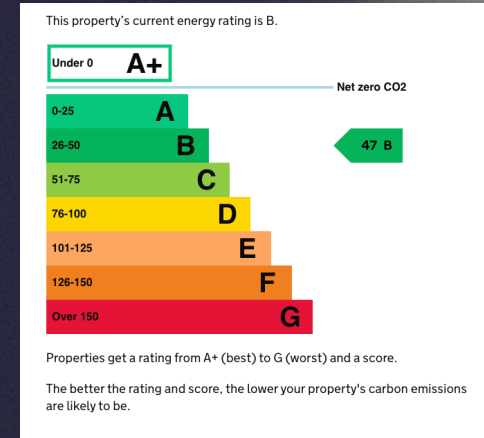 This property's current energy rating is B.
Under 0 A+
Net zero CO2
0-25 A
26-50 B 47 B
51-75 C
76-100 D
101-125 E
126-150 F
Over 150 G
Properties get a rating from A+ (best) to G (worst) and a score.
The better the rating and score, the lower your property's carbon emissions
are likely to be.